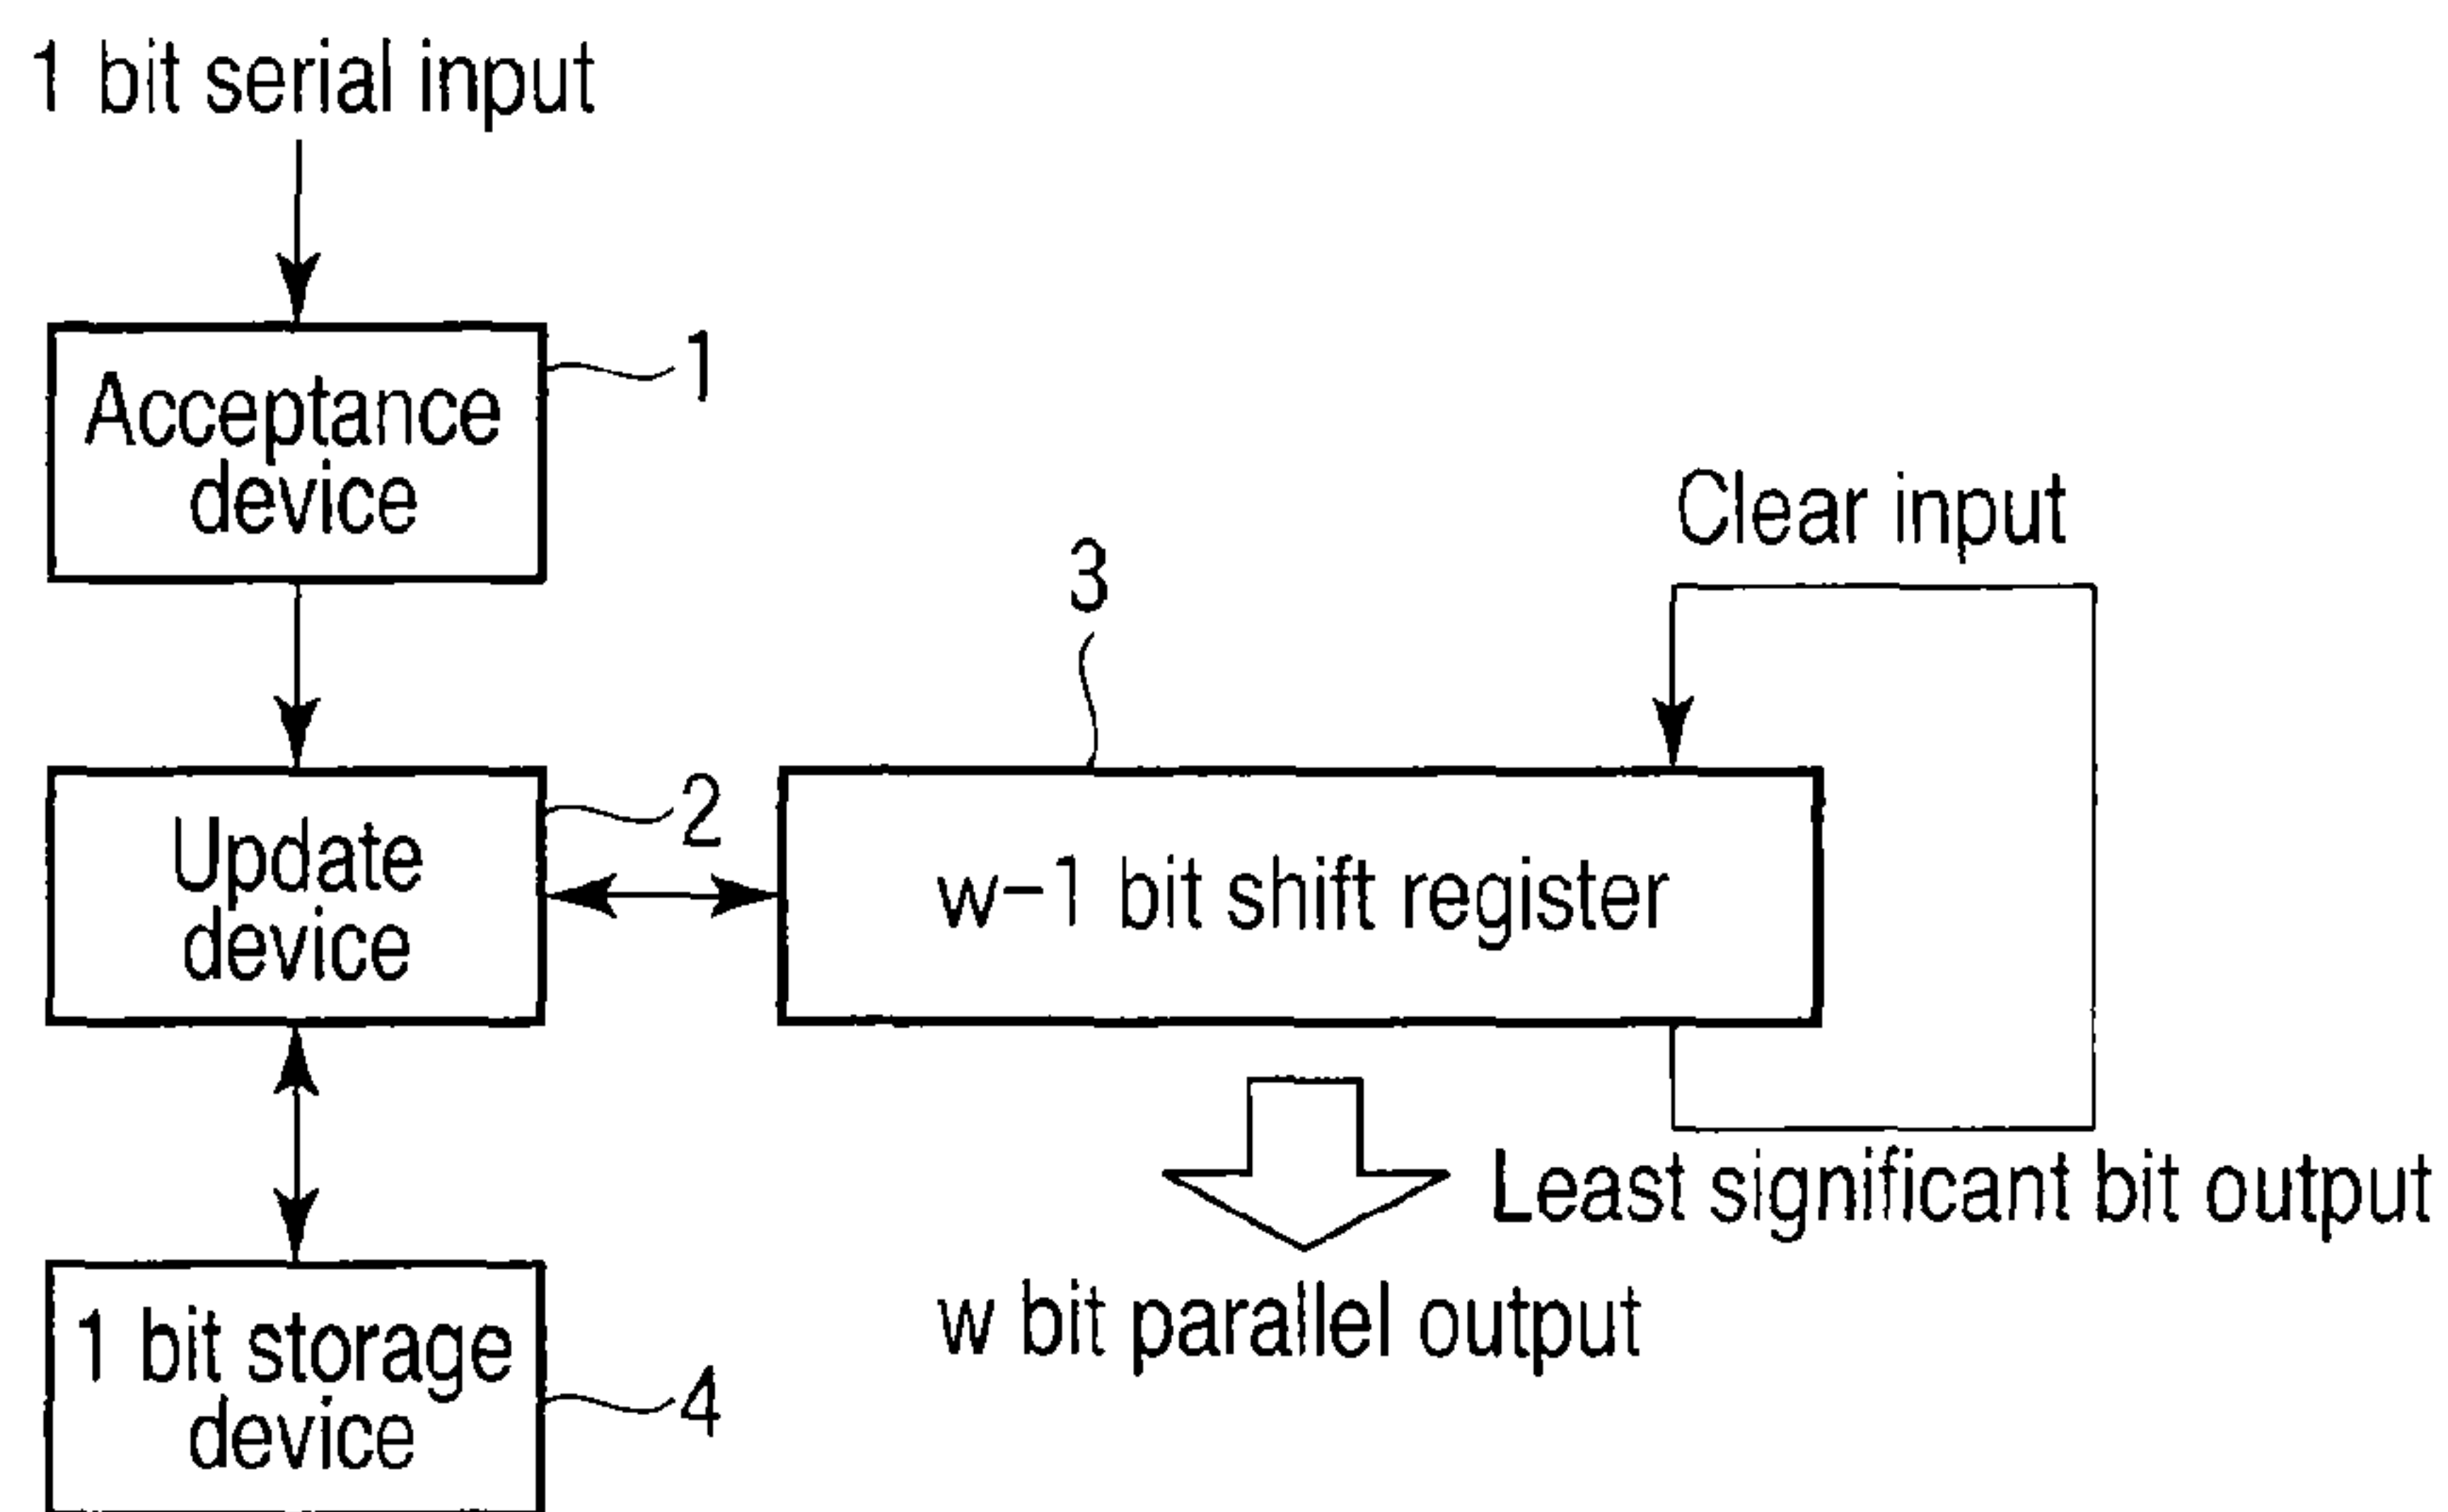 1 bit serial input
Acceptance
device
1
Clear input
3
Update
device
2
w-1 bit shift register
Least significant bit output
w bit parallel output
1 bit storage
device
4